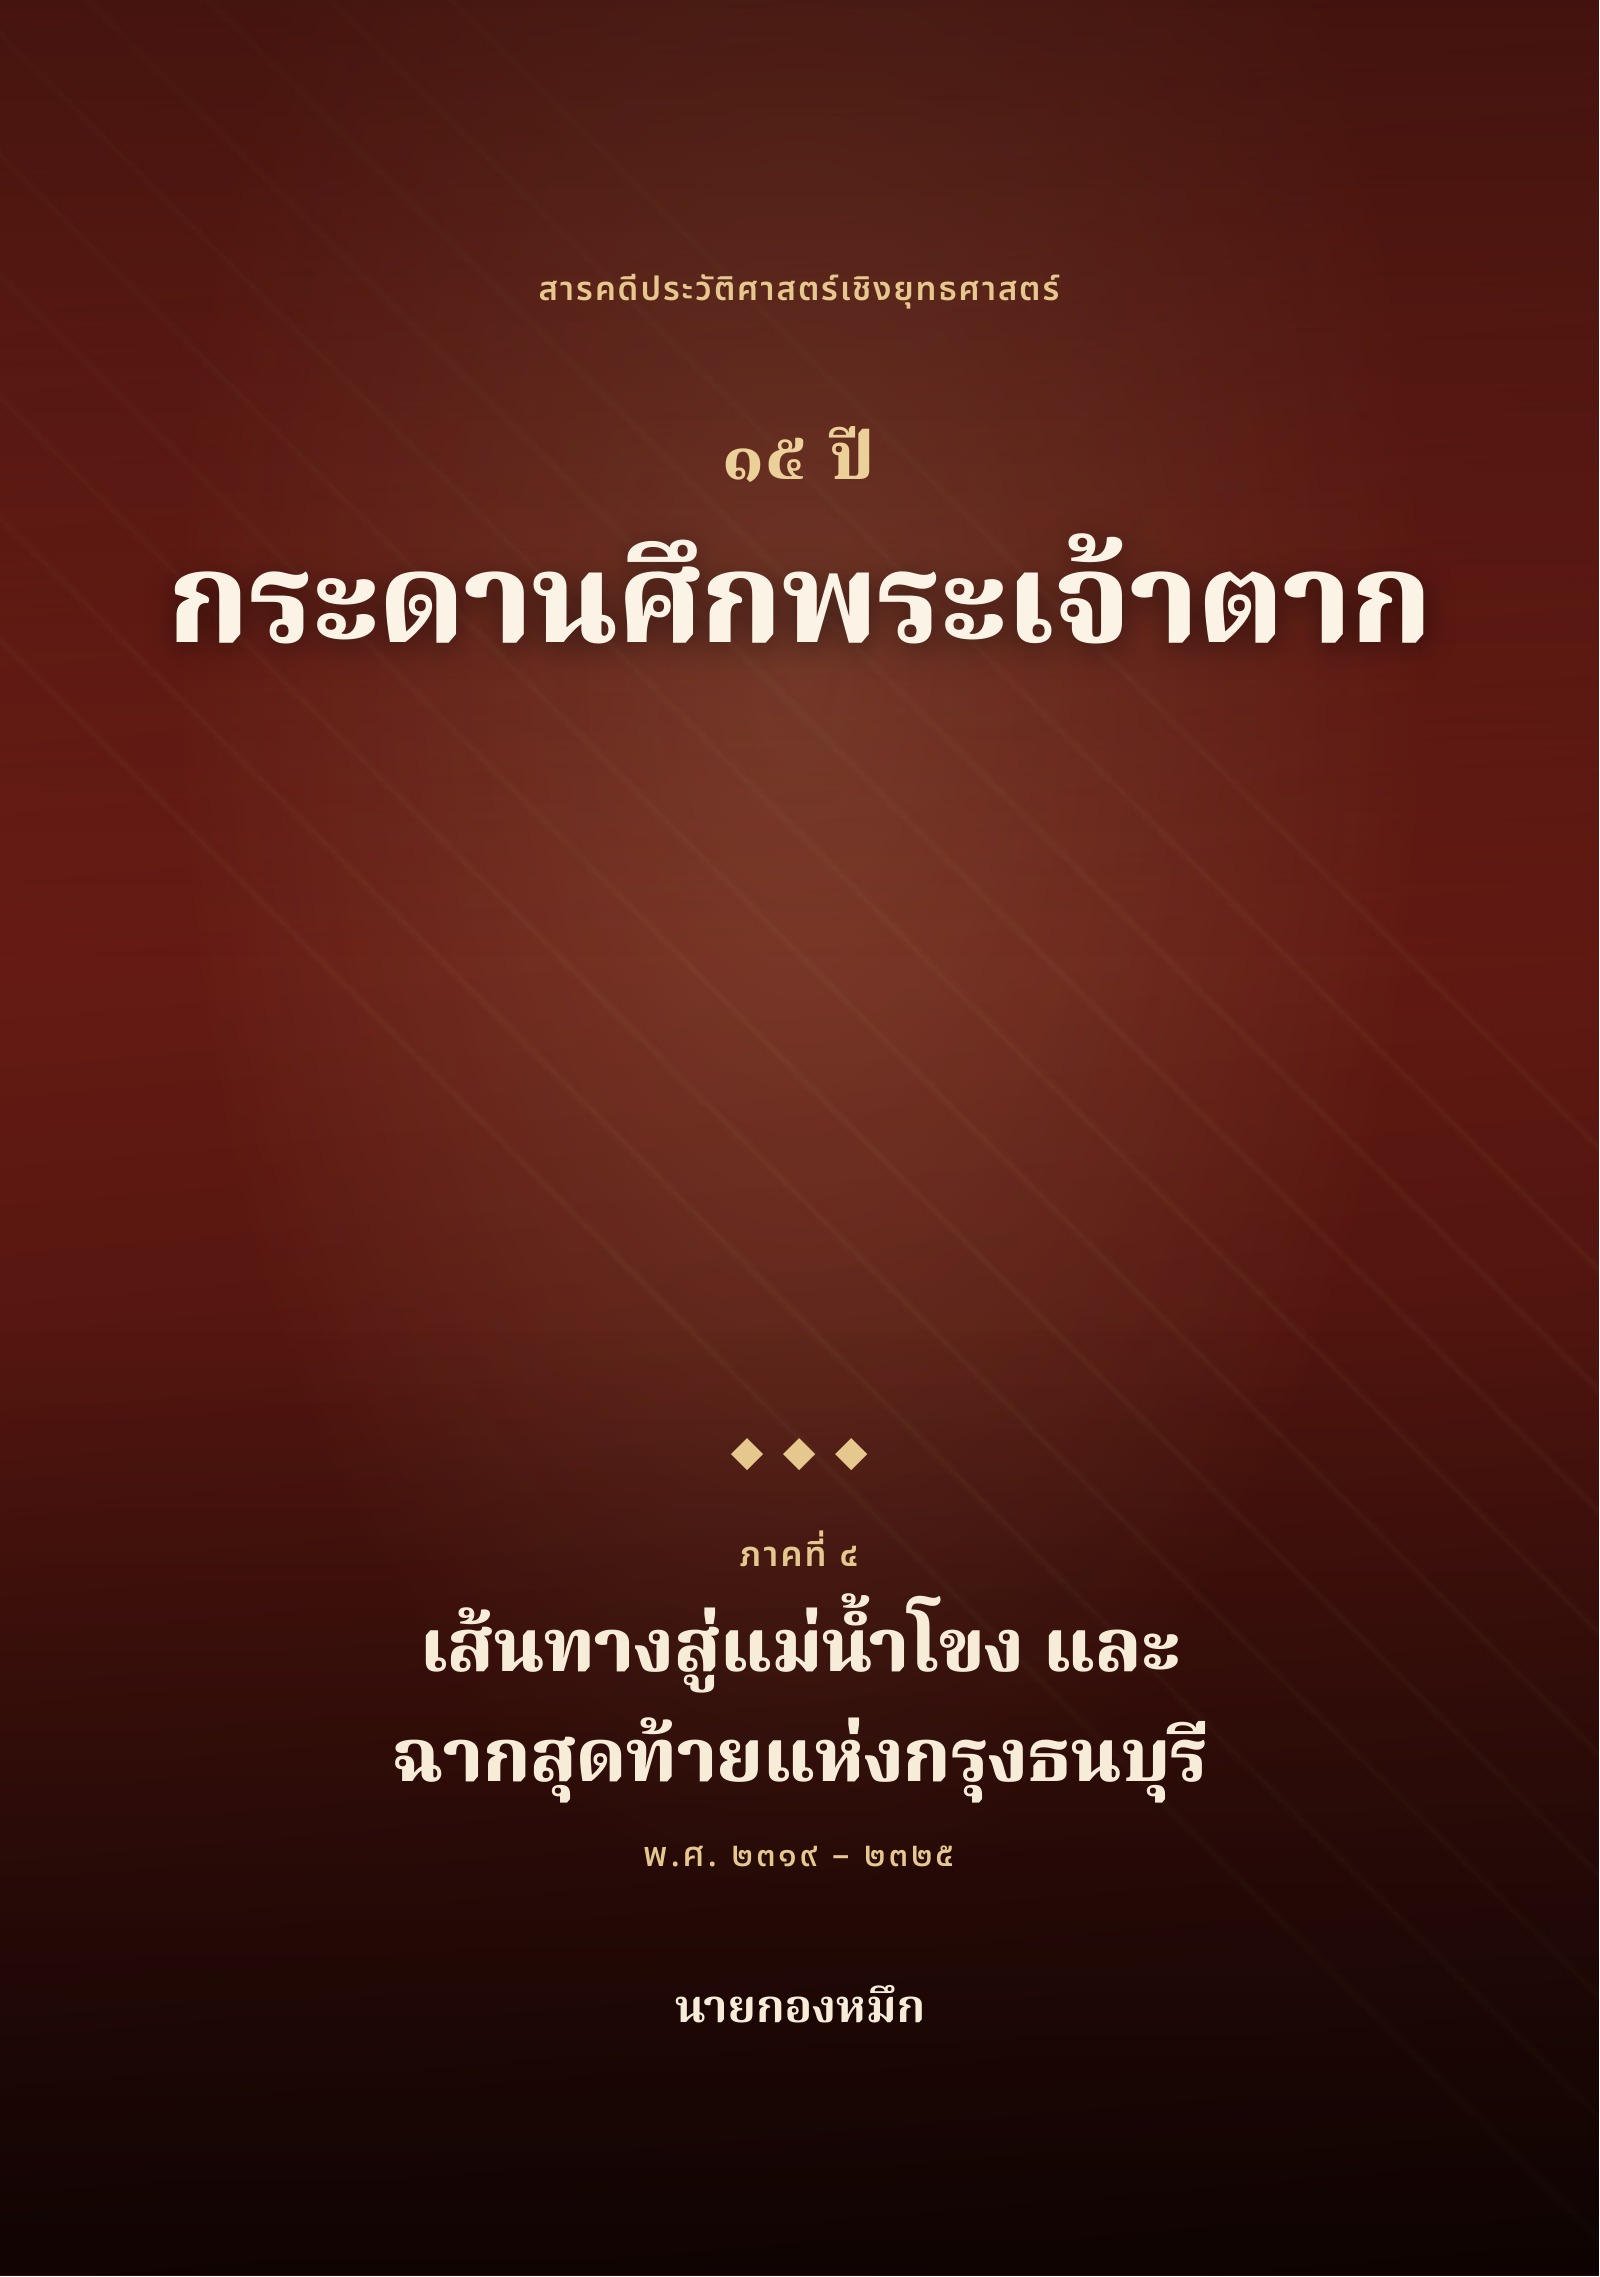 สารคดีประวัติศาสตร์เชิงยุทธศาสตร์
๑๕ ปี
กระดานศึกพระเจ้าตาก
ภาคที่ ๔
เส้นทางสู่แม่น้ำโขง และ
ฉากสุดท้ายแห่งกรุงธนบุรี
พ.ศ. ๒๓๑๙ – ๒๓๒๕
นายกองหมึก